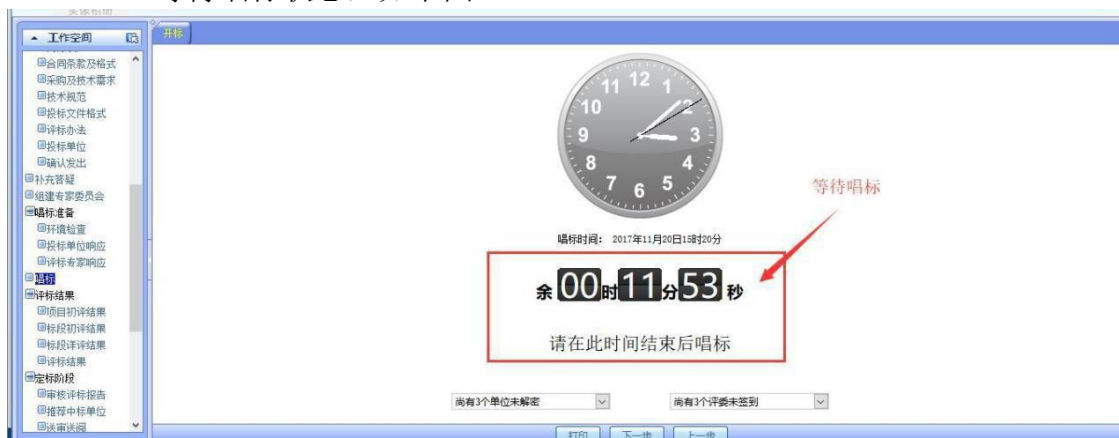 工作空间
开标
合同条款及格式
采购及技术需求
技术规范
投标文件格式
评标办法
投标单位
确认发出
补充答疑
组建专家委员会
唱标准备
环境检查
投标单位响应
评标专家响应
唱标
评标结果
项目初评结果
标段初评结果
标段详评结果
评标结果
定标阶段
审核评标报告
推荐中标单位
送审送阅
11 12 1
10 2
9 3
8 4
7 6 5
等待唱标
唱标时间: 2017年11月20日15时20分
余 00 时 11 分 53 秒
请在此时间结束后唱标
尚有3个单位未解密 尚有3个评委未签到
打印 下一步 上一步